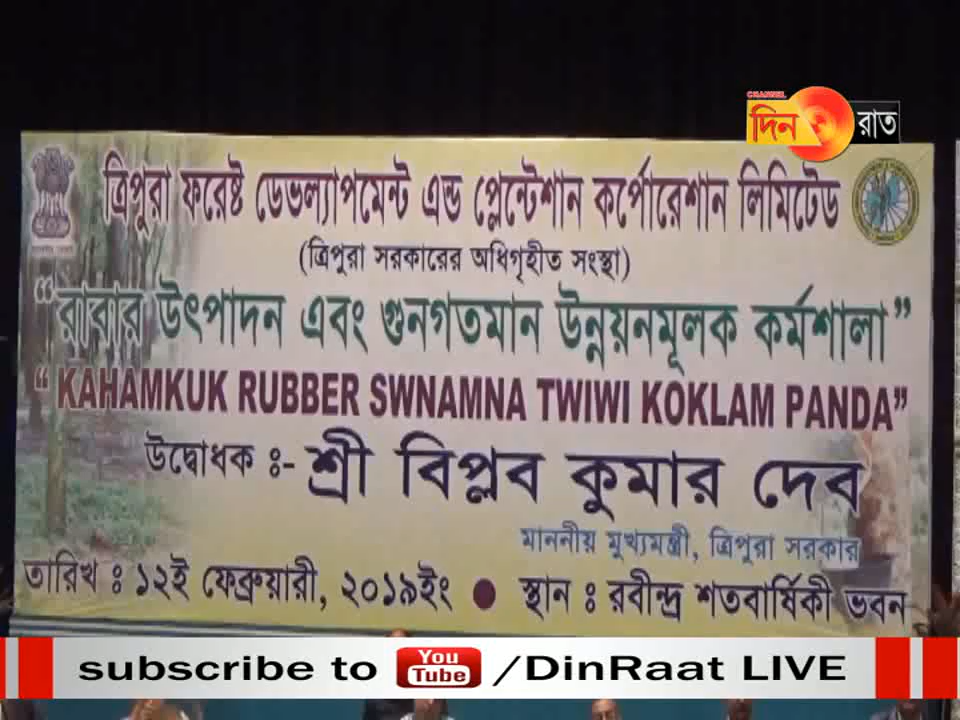 CHANNEL
দিন রাত
ত্রিপুরা ফরেষ্ট ডেভল্যাপমেন্ট এন্ড প্লেন্টেশান কর্পোরেশান লিমিটেড
(ত্রিপুরা সরকারের অধিগৃহীত সংস্থা)
“রাবার উৎপাদন এবং গুনগতমান উন্নয়নমূলক কর্মশালা”
“ KAHAMKUK RUBBER SWNAMNA TWIWI KOKLAM PANDA”
উদ্বোধক ঃ- শ্রী বিপ্লব কুমার দেব
মাননীয় মুখ্যমন্ত্রী, ত্রিপুরা সরকার
তারিখ ঃ ১২ই ফেব্রুয়ারী, ২০১৯ইং ● স্থান ঃ রবীন্দ্র শতবার্ষিকী ভবন
subscribe to You Tube /DinRaat LIVE